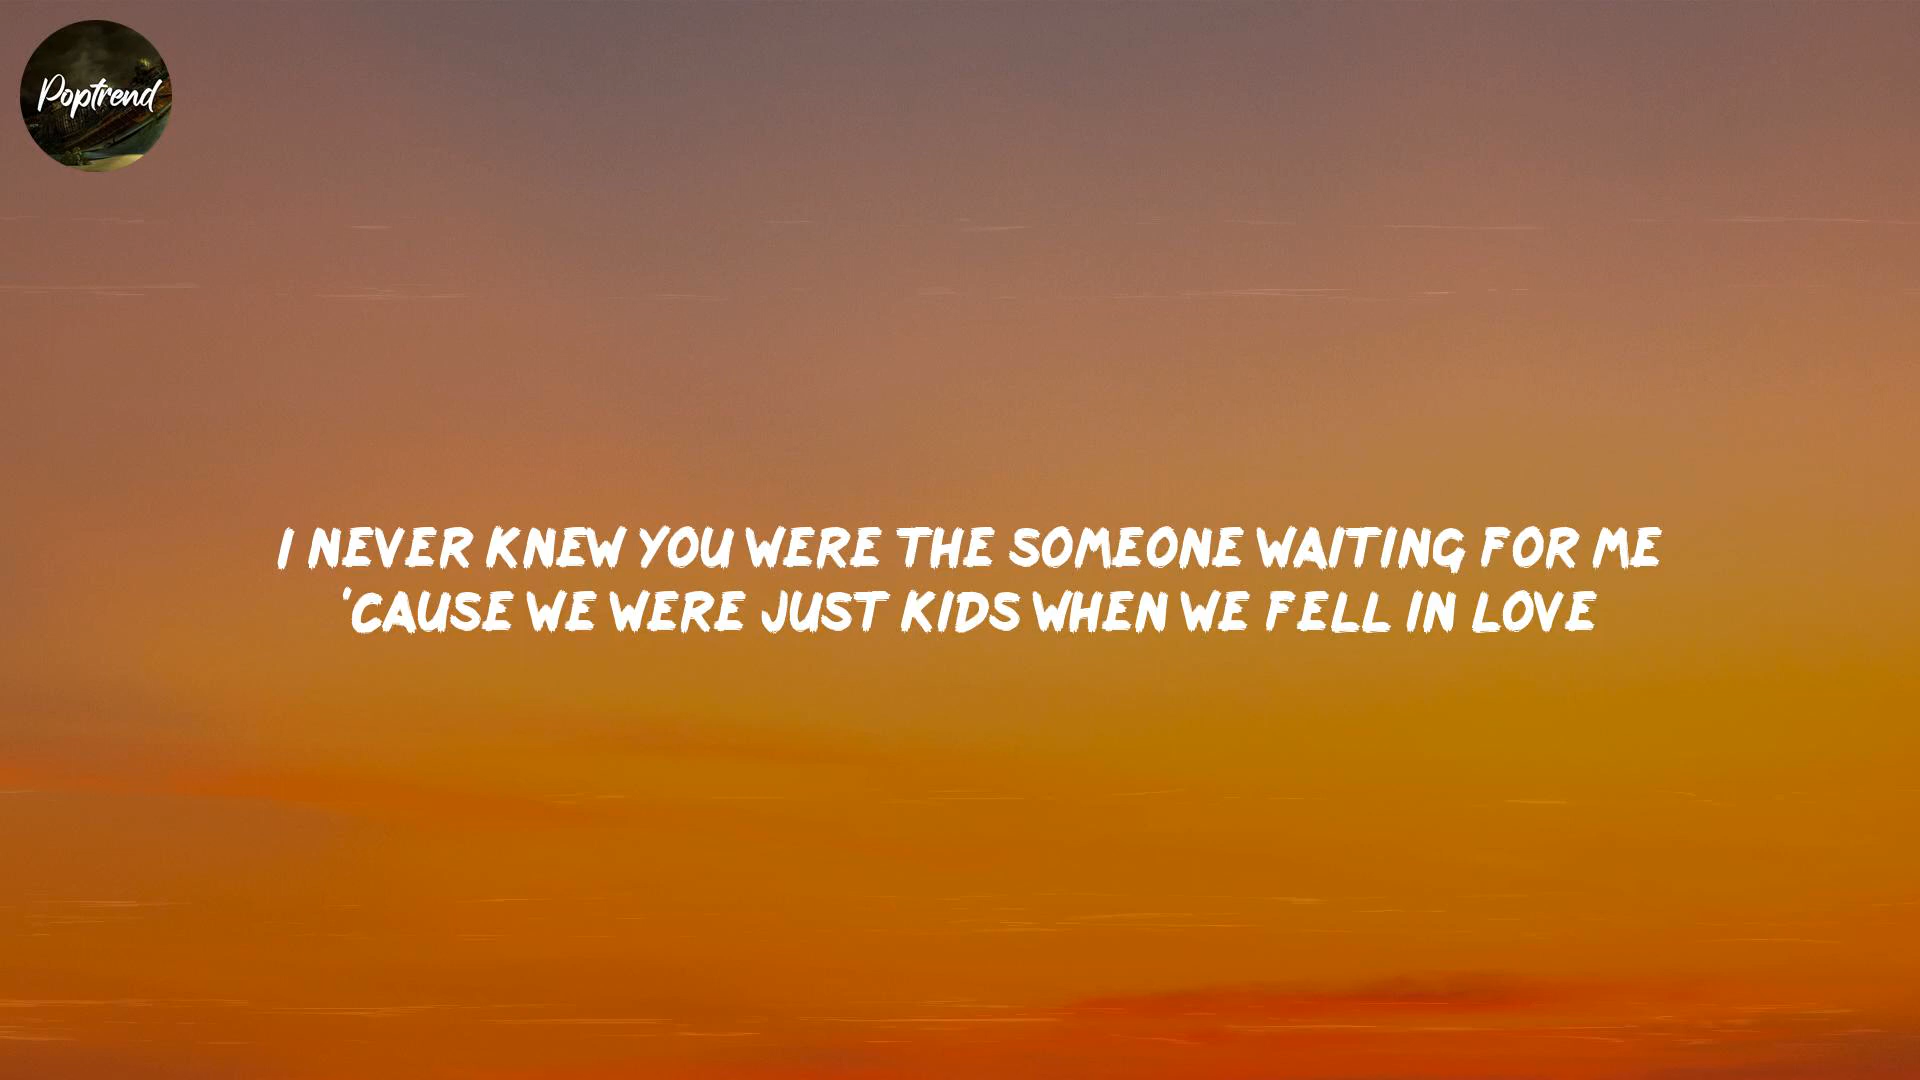 Poptrend
I NEVER KNEW YOU WERE THE SOMEONE WAITING FOR ME
'CAUSE WE WERE JUST KIDS WHEN WE FELL IN LOVE